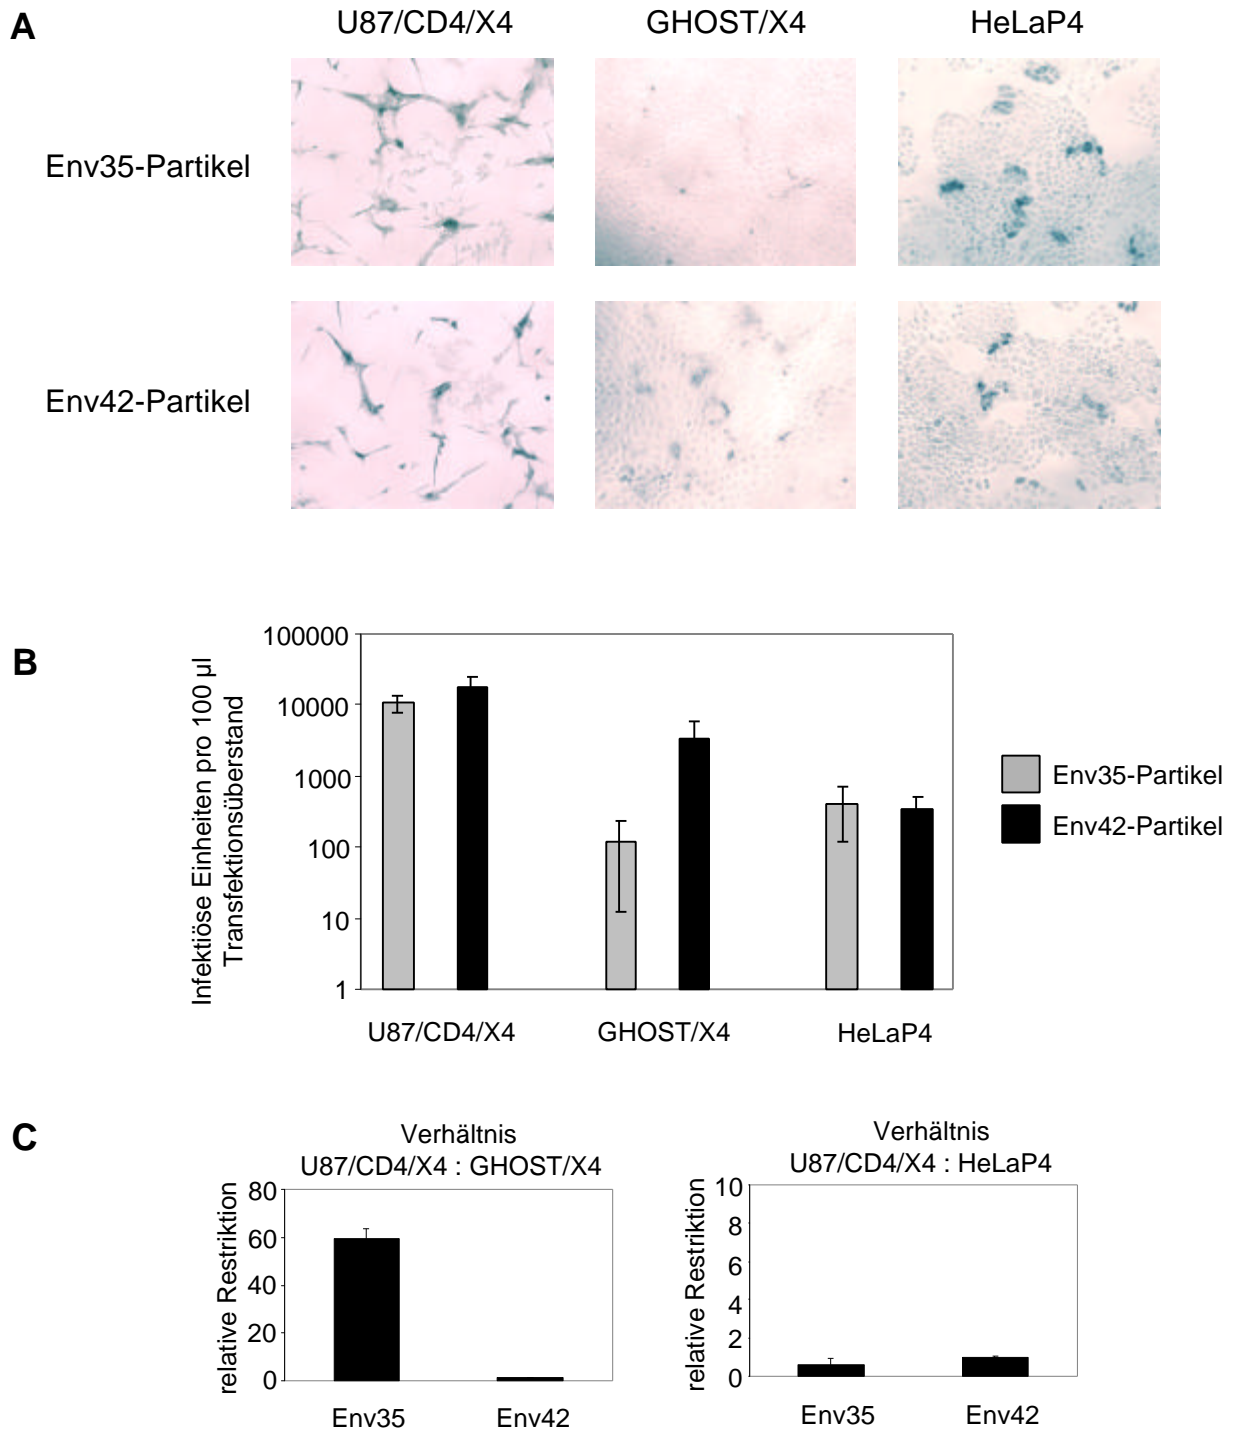 A
U87/CD4/X4
GHOST/X4
HeLaP4
Env35-Partikel
Env42-Partikel
B
Infektiöse Einheiten pro 100 µl
Transfektionsüberstand
100000
10000
1000
100
10
1
U87/CD4/X4
GHOST/X4
HeLaP4
Env35-Partikel
Env42-Partikel
C
Verhältnis
U87/CD4/X4 : GHOST/X4
relative Restriktion
80
60
40
20
0
Env35
Env42
Verhältnis
U87/CD4/X4 : HeLaP4
relative Restriktion
10
8
6
4
2
0
Env35
Env42